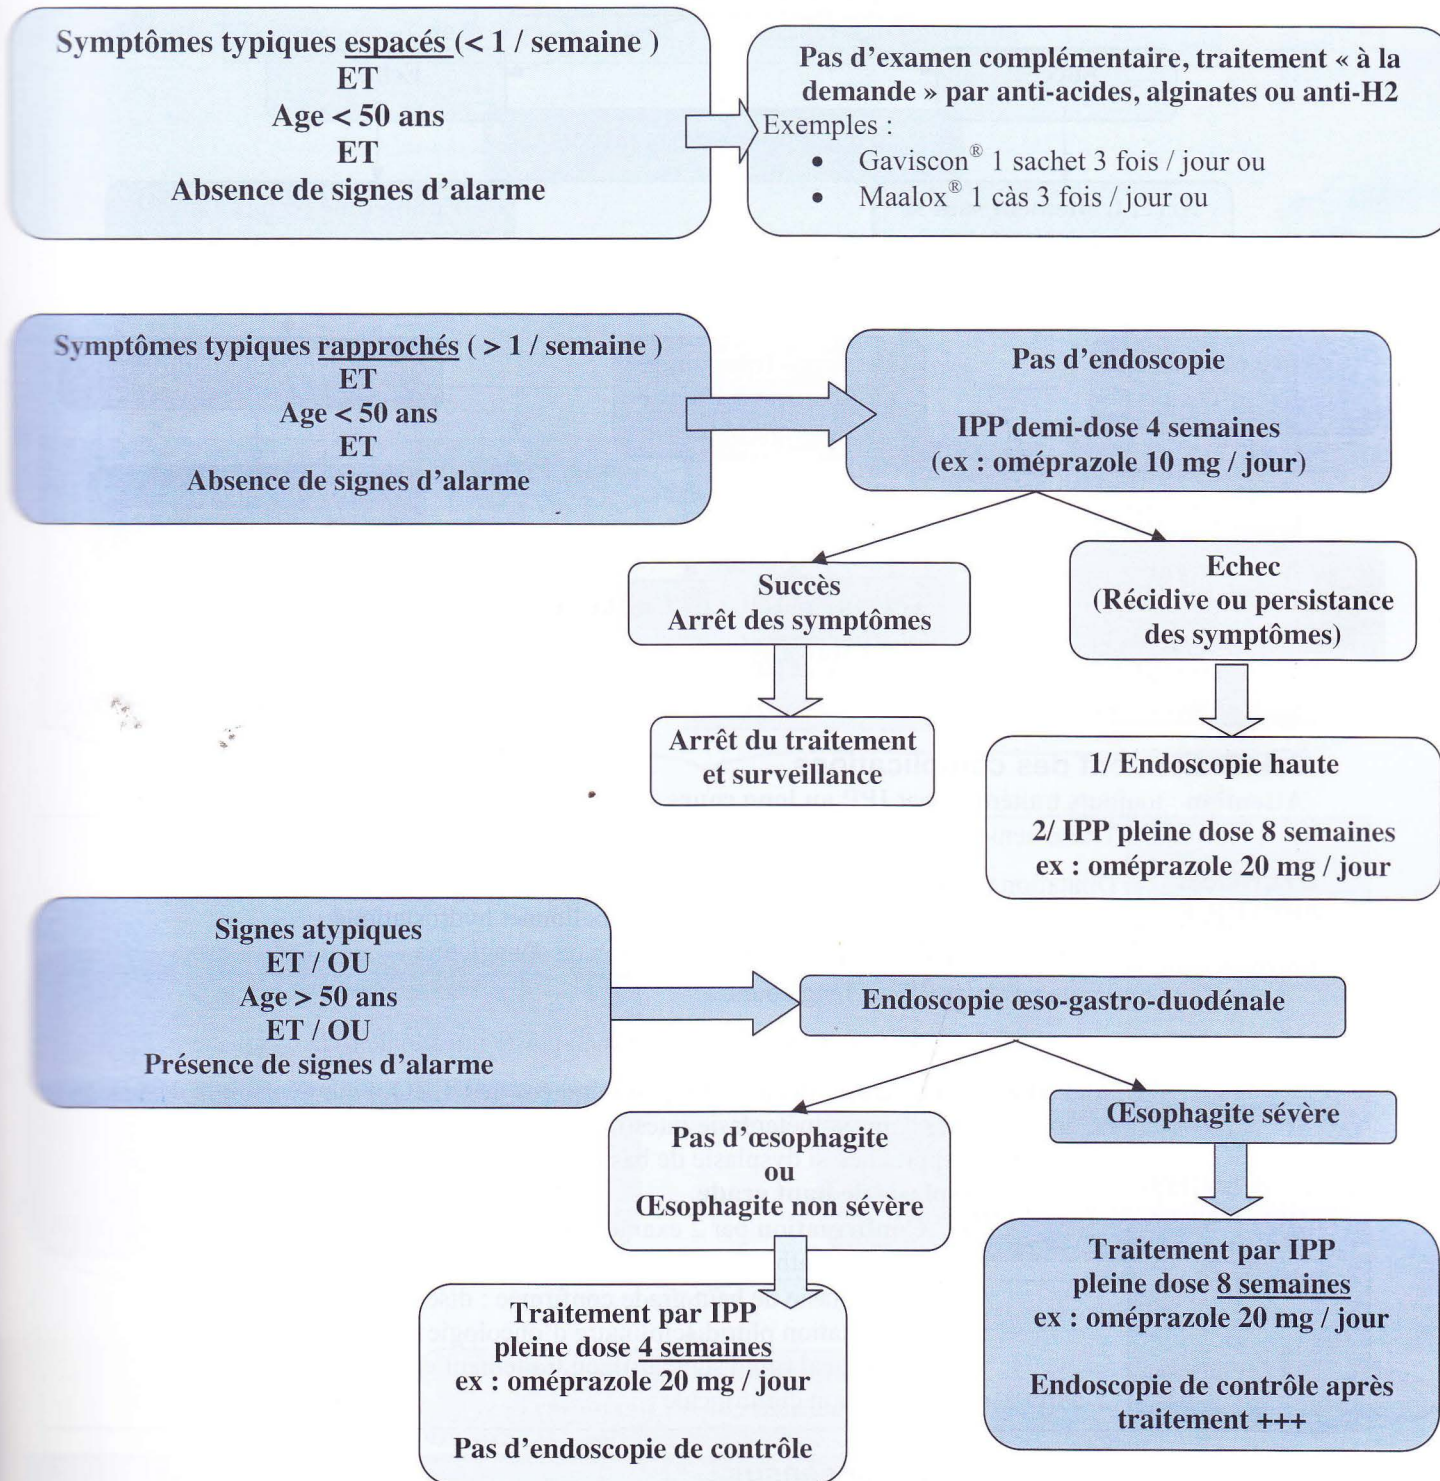 Symptômes typiques espacés (< 1 / semaine )
ET
Age < 50 ans
ET
Absence de signes d'alarme
Pas d'examen complémentaire, traitement « à la
demande » par anti-acides, alginates ou anti-H2
Exemples :
• Gaviscon® 1 sachet 3 fois / jour ou
• Maalox® 1 càs 3 fois / jour ou
Symptômes typiques rapprochés ( > 1 / semaine )
ET
Age < 50 ans
ET
Absence de signes d'alarme
Pas d'endoscopie
IPP demi-dose 4 semaines
(ex : oméprazole 10 mg / jour)
Succès
Arrêt des symptômes
Echec
(Récidive ou persistance
des symptômes)
Arrêt du traitement
et surveillance
1/ Endoscopie haute
2/ IPP pleine dose 8 semaines
ex : oméprazole 20 mg / jour
Signes atypiques
ET / OU
Age > 50 ans
ET / OU
Présence de signes d'alarme
Endoscopie œso-gastro-duodénale
Pas d'œsophagite
ou
Œsophagite non sévère
Œsophagite sévère
Traitement par IPP
pleine dose 4 semaines
ex : oméprazole 20 mg / jour
Pas d'endoscopie de contrôle
Traitement par IPP
pleine dose 8 semaines
ex : oméprazole 20 mg / jour
Endoscopie de contrôle après
traitement +++